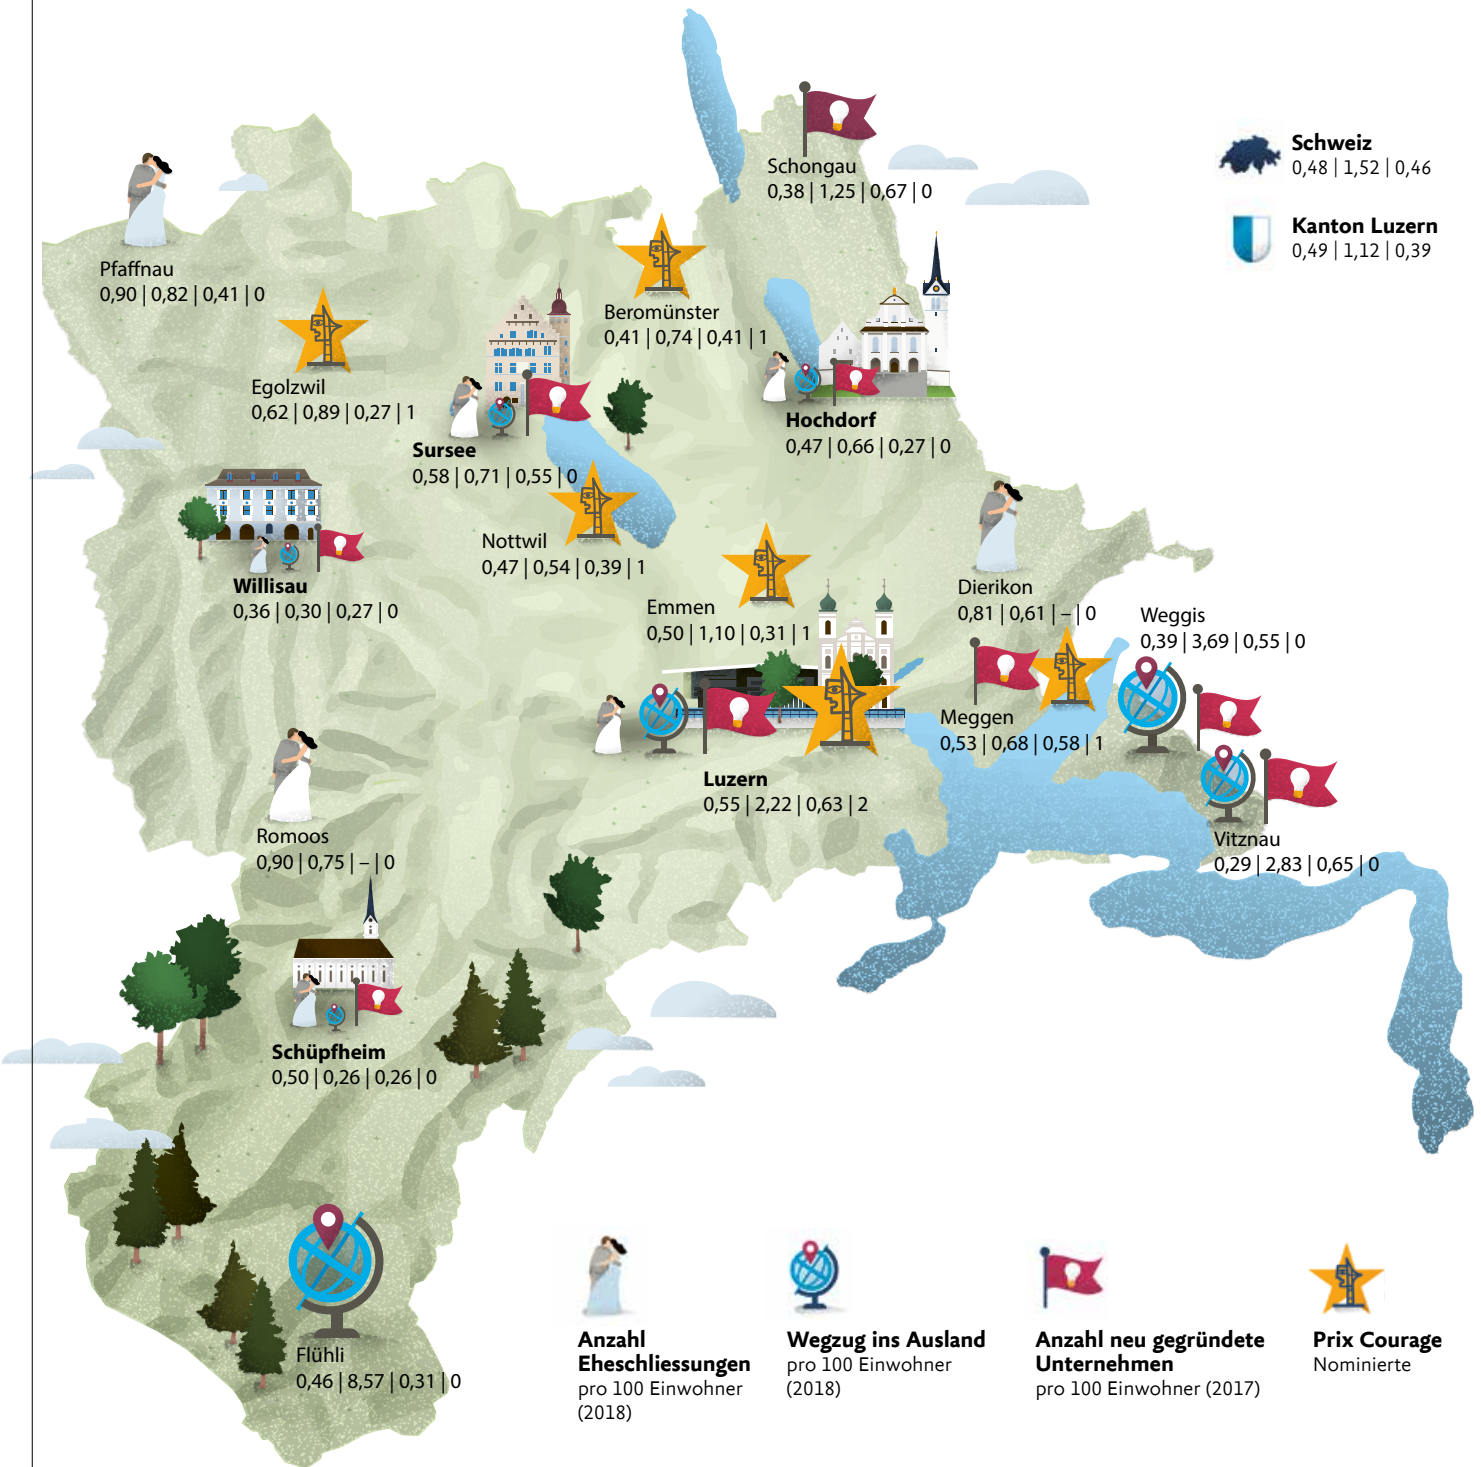 Schongau
0,38 | 1,25 | 0,67 | 0
Schweiz
0,48 | 1,52 | 0,46
Kanton Luzern
0,49 | 1,12 | 0,39
Pfaffnau
0,90 | 0,82 | 0,41 | 0
Beromünster
0,41 | 0,74 | 0,41 | 1
Egolzwil
0,62 | 0,89 | 0,27 | 1
Hochdorf
0,47 | 0,66 | 0,27 | 0
Sursee
0,58 | 0,71 | 0,55 | 0
Nottwil
0,47 | 0,54 | 0,39 | 1
Willisau
0,36 | 0,30 | 0,27 | 0
Emmen
0,50 | 1,10 | 0,31 | 1
Dierikon
0,81 | 0,61 | – | 0
Weggis
0,39 | 3,69 | 0,55 | 0
Meggen
0,53 | 0,68 | 0,58 | 1
Luzern
0,55 | 2,22 | 0,63 | 2
Vitznau
0,29 | 2,83 | 0,65 | 0
Romoos
0,90 | 0,75 | – | 0
Schüpfheim
0,50 | 0,26 | 0,26 | 0
Flühli
0,46 | 8,57 | 0,31 | 0
Anzahl
Eheschliessungen
pro 100 Einwohner
(2018)
Wegzug ins Ausland
pro 100 Einwohner
(2018)
Anzahl neu gegründete
Unternehmen
pro 100 Einwohner (2017)
Prix Courage
Nominierte